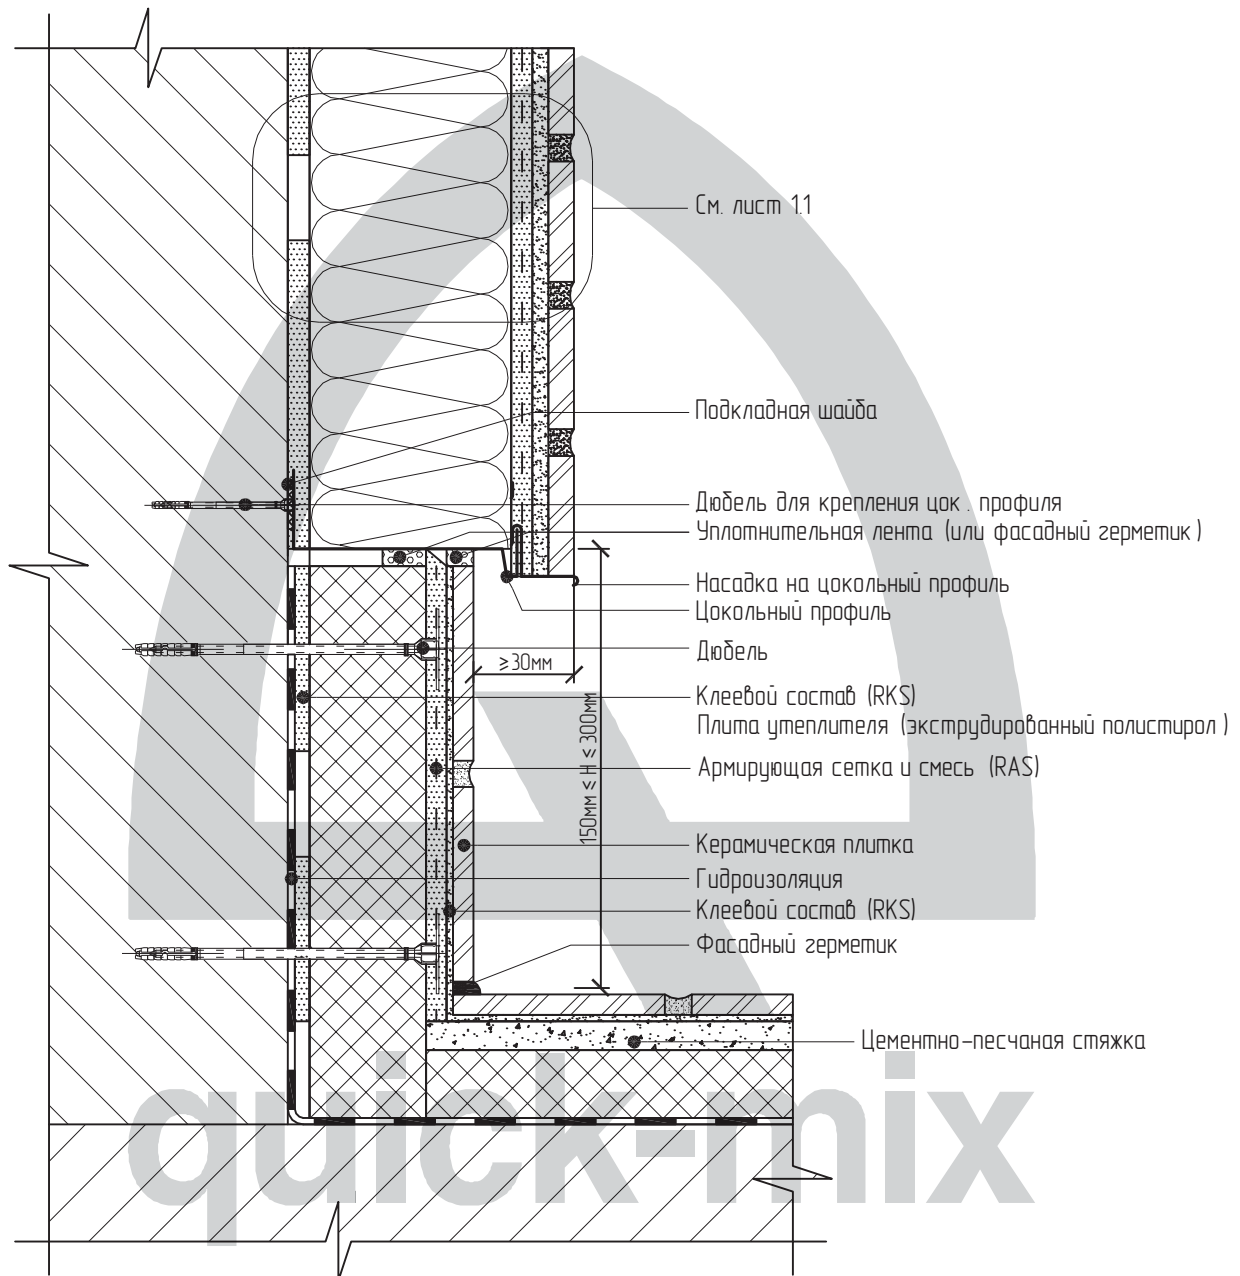 См. лист 1.1
Подкладная шайба
Дюбель для крепления цок. профиля
Уплотнительная лента (или фасадный герметик)
Насадка на цокольный профиль
Цокольный профиль
Дюбель
≥30мм
Клеевой состав (RKS)
Плита утеплителя (экструдированный полистирол)
150мм ≤ H ≤ 300мм
Армирующая сетка и смесь (RAS)
Керамическая плитка
Гидроизоляция
Клеевой состав (RKS)
Фасадный герметик
Цементно-песчаная стяжка
quick-mix